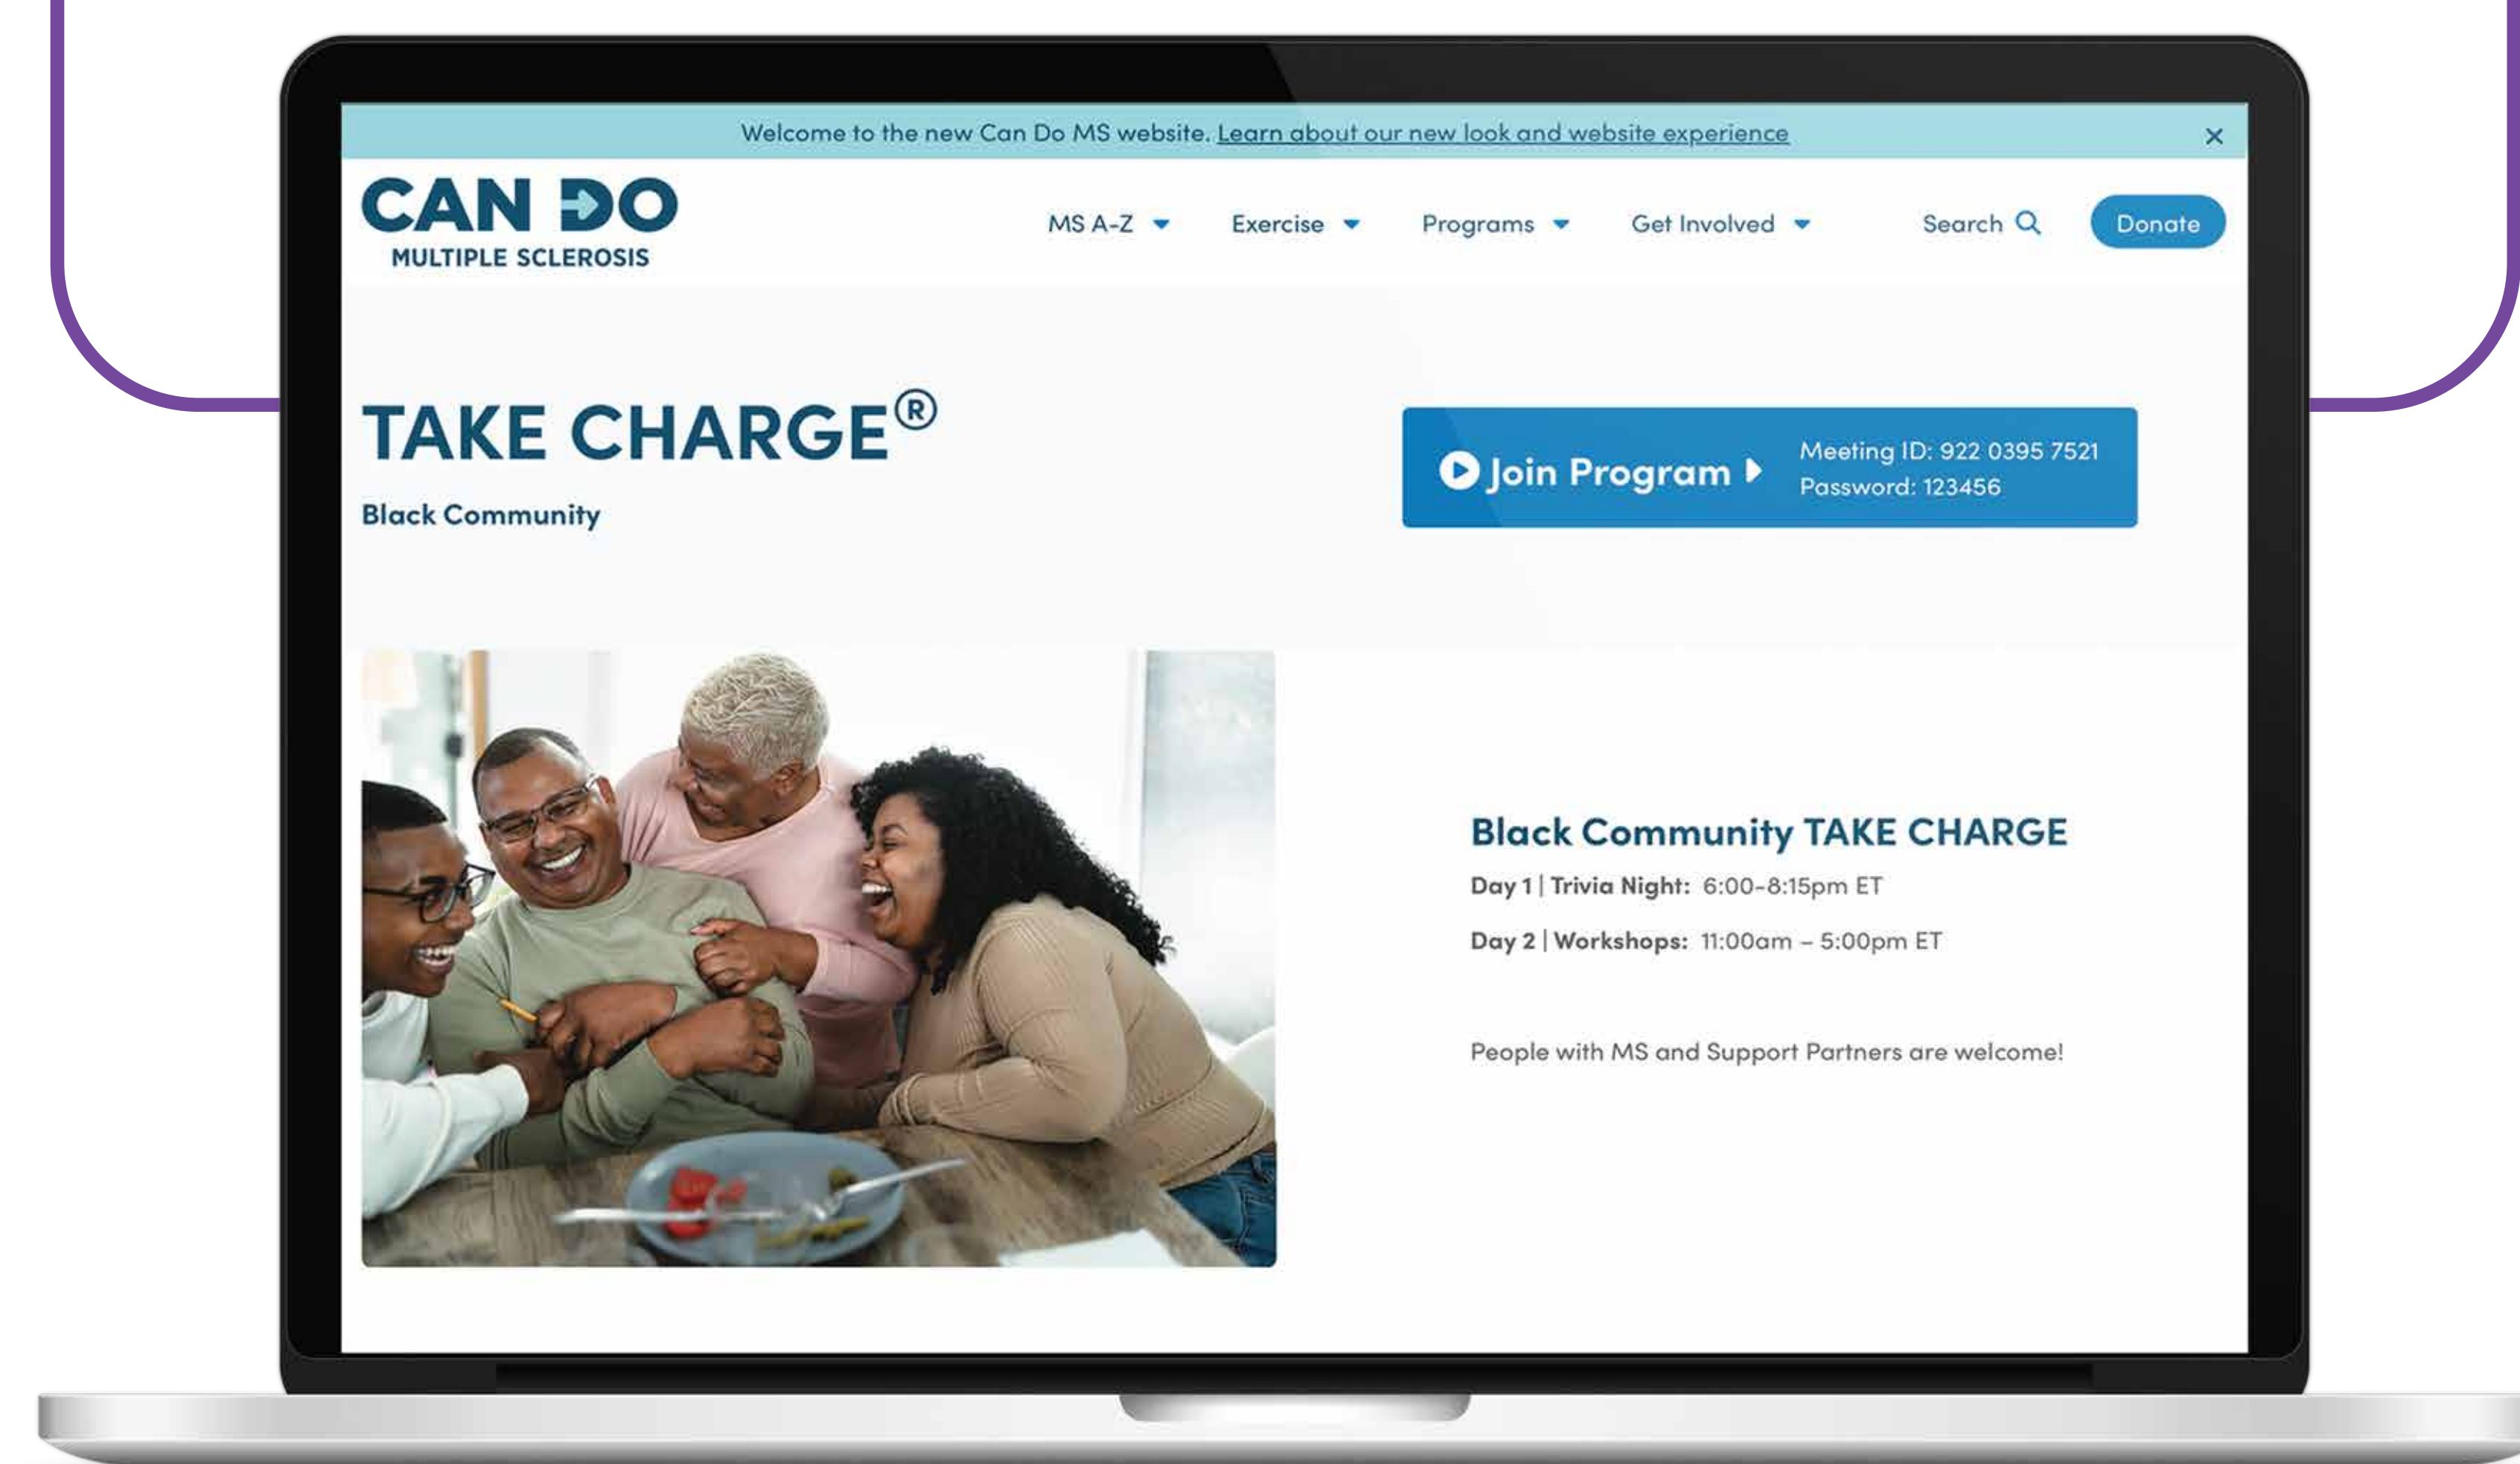 Welcome to the new Can Do MS website. Learn about our new look and website experience
CAN DO
MULTIPLE SCLEROSIS
MS A-Z
Exercise
Programs
Get Involved
Search
Donate
TAKE CHARGE®
Black Community
Join Program
Meeting ID: 922 0395 7521
Password: 123456
Black Community TAKE CHARGE
Day 1 | Trivia Night: 6:00-8:15pm ET
Day 2 | Workshops: 11:00am – 5:00pm ET
People with MS and Support Partners are welcome!